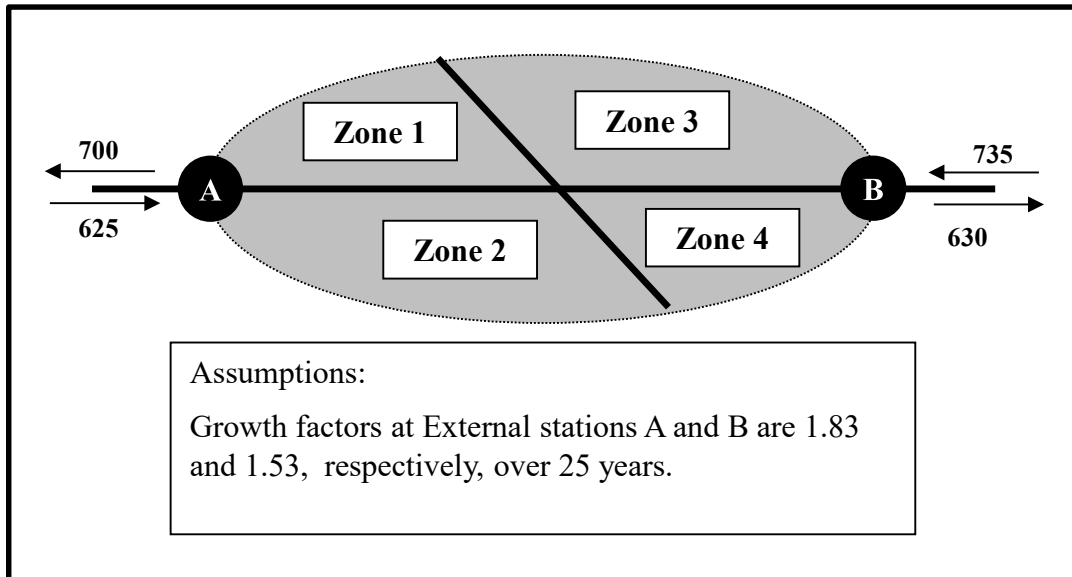 Zone 1
Zone 3
700
A
625
735
B
630
Zone 2
Zone 4
Assumptions:
Growth factors at External stations A and B are 1.83
and 1.53, respectively, over 25 years.